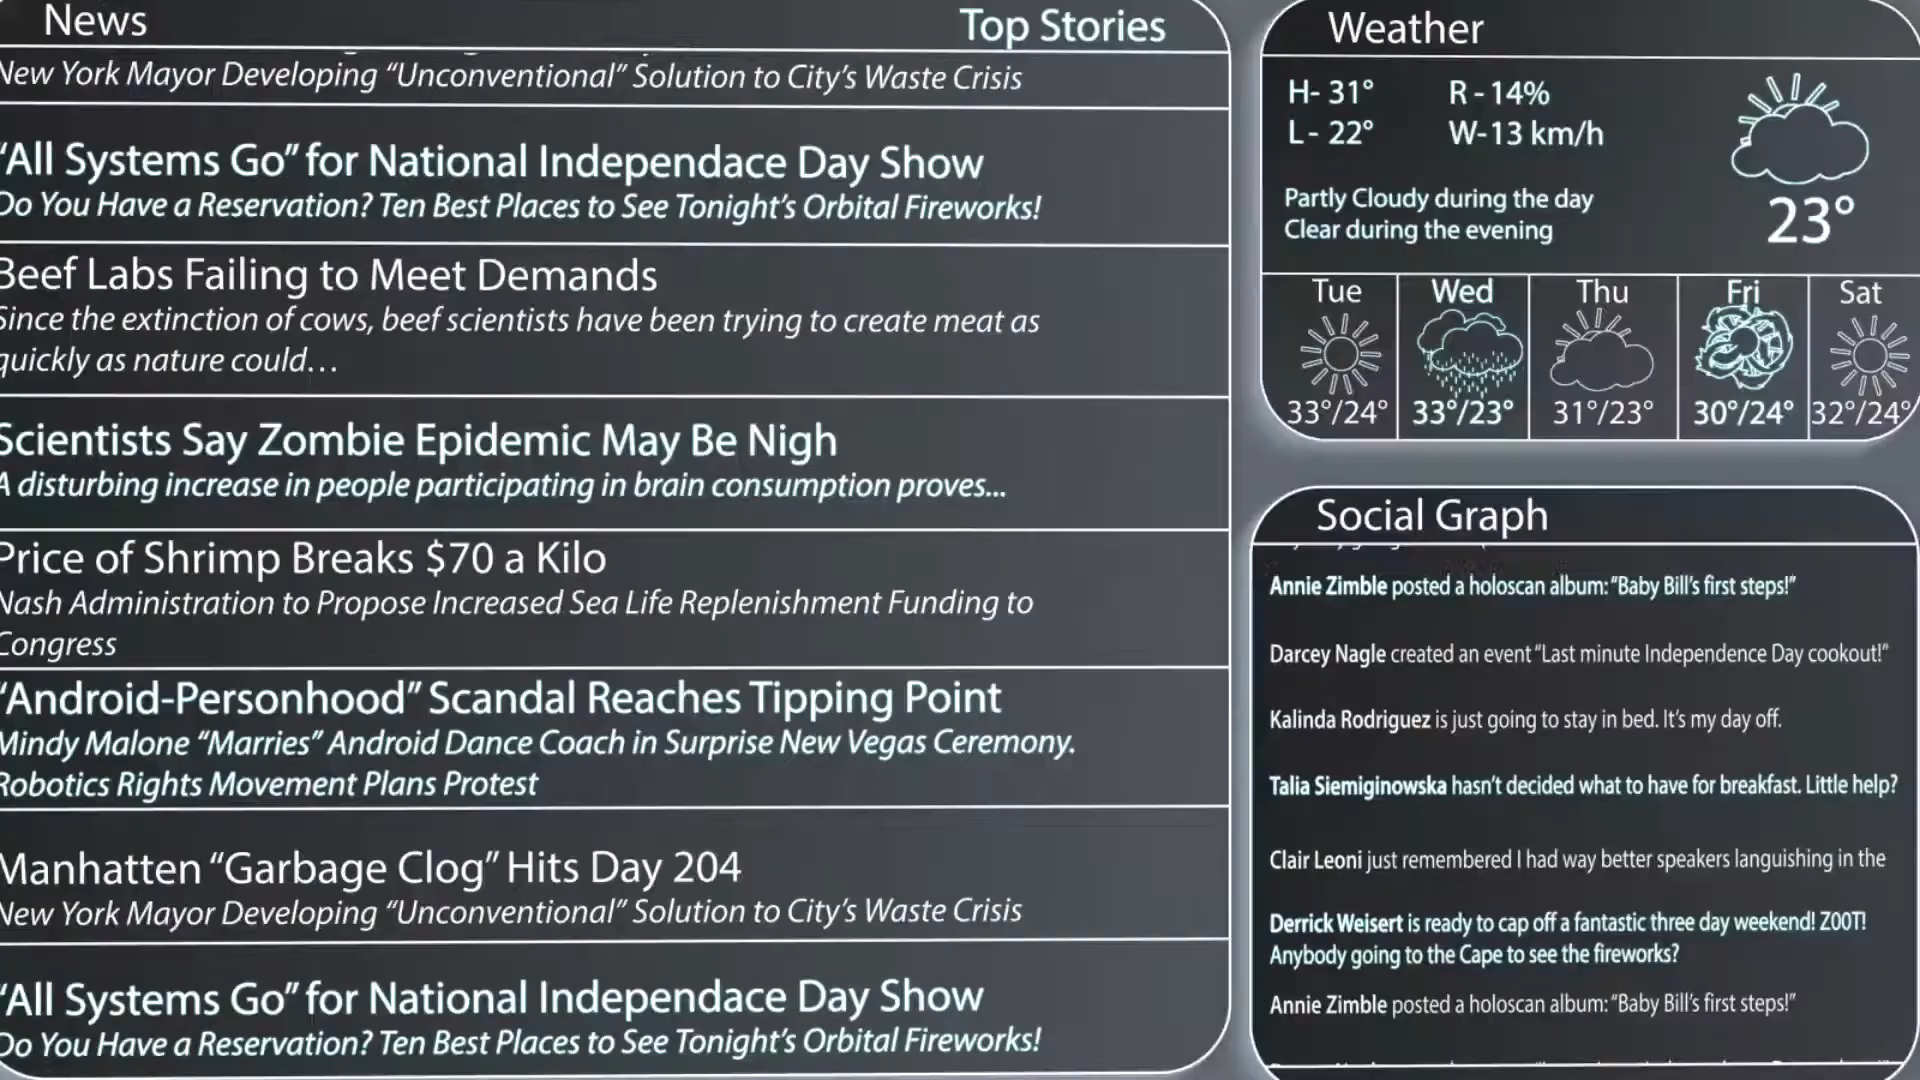 News
Top Stories
New York Mayor Developing “Unconventional” Solution to City’s Waste Crisis
“All Systems Go” for National Independace Day Show
Do You Have a Reservation? Ten Best Places to See Tonight’s Orbital Fireworks!
Beef Labs Failing to Meet Demands
Since the extinction of cows, beef scientists have been trying to create meat as
quickly as nature could…
Scientists Say Zombie Epidemic May Be Nigh
A disturbing increase in people participating in brain consumption proves...
Price of Shrimp Breaks $70 a Kilo
Nash Administration to Propose Increased Sea Life Replenishment Funding to
Congress
“Android-Personhood” Scandal Reaches Tipping Point
Mindy Malone “Marries” Android Dance Coach in Surprise New Vegas Ceremony.
Robotics Rights Movement Plans Protest
Manhatten “Garbage Clog” Hits Day 204
New York Mayor Developing “Unconventional” Solution to City’s Waste Crisis
“All Systems Go” for National Independace Day Show
Do You Have a Reservation? Ten Best Places to See Tonight’s Orbital Fireworks!
Weather
H- 31° R - 14%
L - 22° W- 13 km/h
Partly Cloudy during the day
Clear during the evening
23°
Tue Wed Thu Fri Sat
33°/24° 33°/23° 31°/23° 30°/24° 32°/24°
Social Graph
Annie Zimble posted a holoscan album: “Baby Bill’s first steps!”
Darcey Nagle created an event “Last minute Independence Day cookout!”
Kalinda Rodriguez is just going to stay in bed. It’s my day off.
Talia Siemiginowska hasn’t decided what to have for breakfast. Little help?
Clair Leoni just remembered I had way better speakers languishing in the
Derrick Weisert is ready to cap off a fantastic three day weekend! Z00T!
Anybody going to the Cape to see the fireworks?
Annie Zimble posted a holoscan album: “Baby Bill’s first steps!”